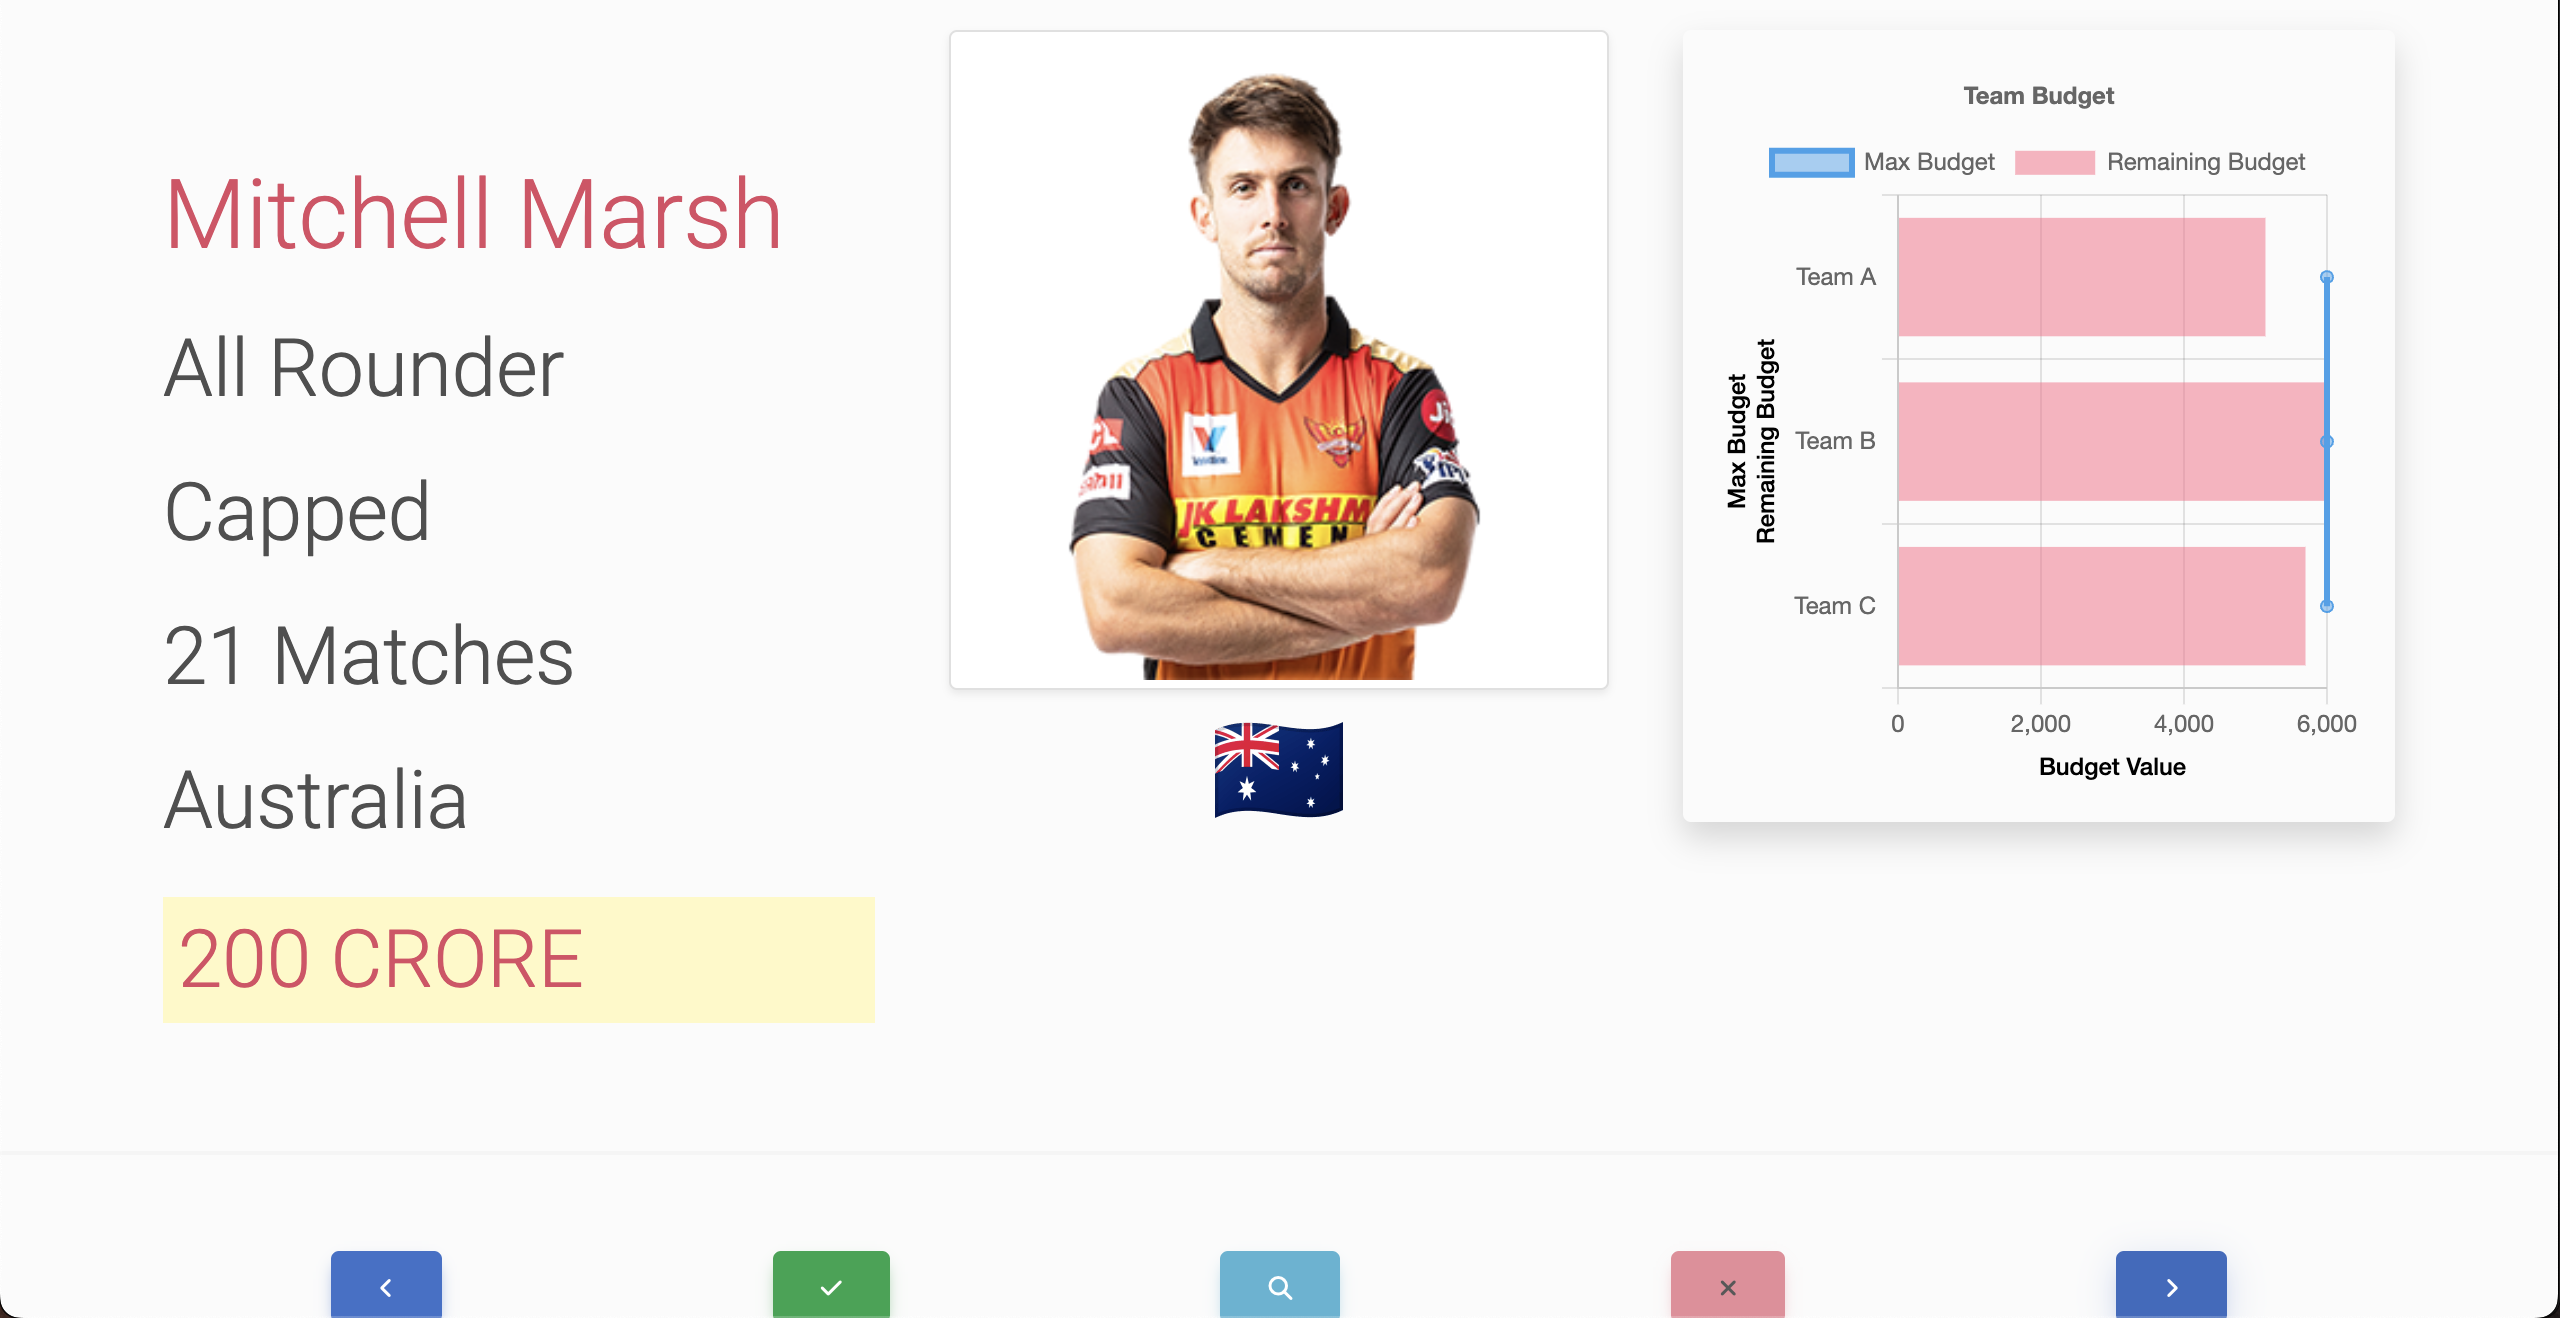 Mitchell Marsh
All Rounder
Capped
21 Matches
Australia
200 CRORE
JK LAKSHM
CEMEN
Team Budget
Max Budget
Remaining Budget
Max Budget
Remaining Budget
Team A
Team B
Team C
0
2,000
4,000
6,000
Budget Value